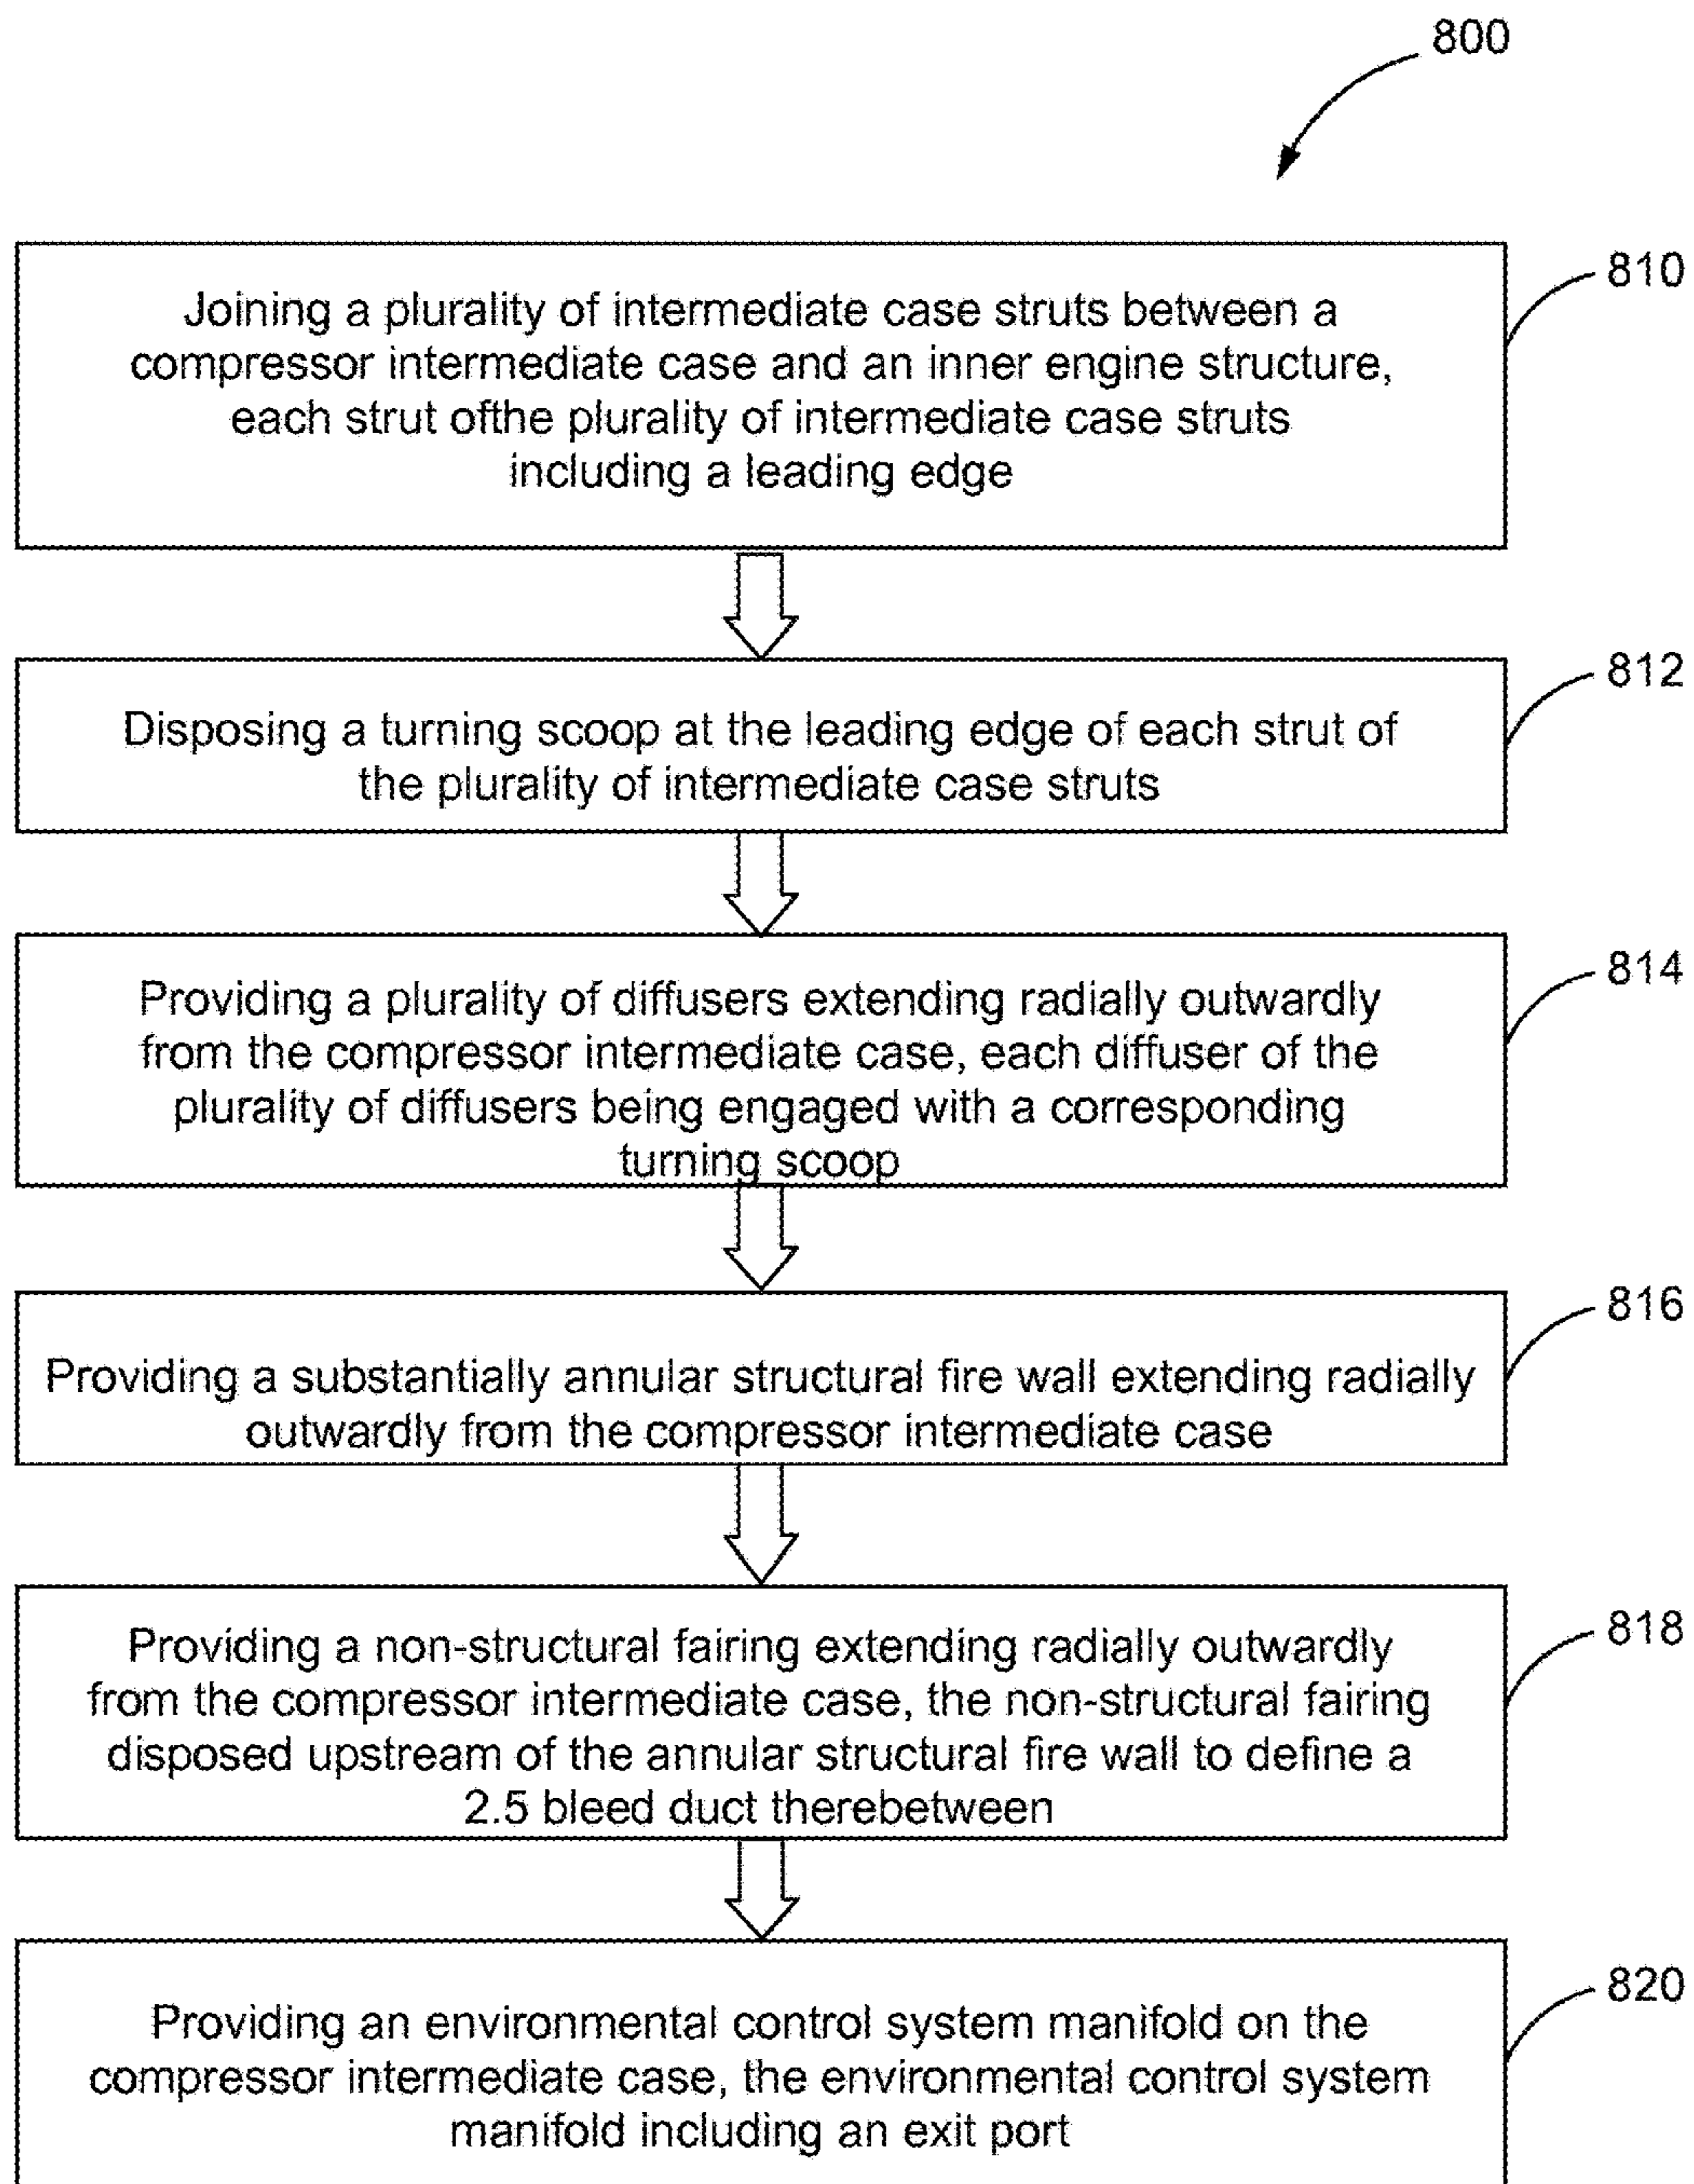 800
810
Joining a plurality of intermediate case struts between a
compressor intermediate case and an inner engine structure,
each strut ofthe plurality of intermediate case struts
including a leading edge
812
Disposing a turning scoop at the leading edge of each strut of
the plurality of intermediate case struts
814
Providing a plurality of diffusers extending radially outwardly
from the compressor intermediate case, each diffuser of the
plurality of diffusers being engaged with a corresponding
turning scoop
816
Providing a substantially annular structural fire wall extending radially
outwardly from the compressor intermediate case
818
Providing a non-structural fairing extending radially outwardly
from the compressor intermediate case, the non-structural fairing
disposed upstream of the annular structural fire wall to define a
2.5 bleed duct therebetween
820
Providing an environmental control system manifold on the
compressor intermediate case, the environmental control system
manifold including an exit port